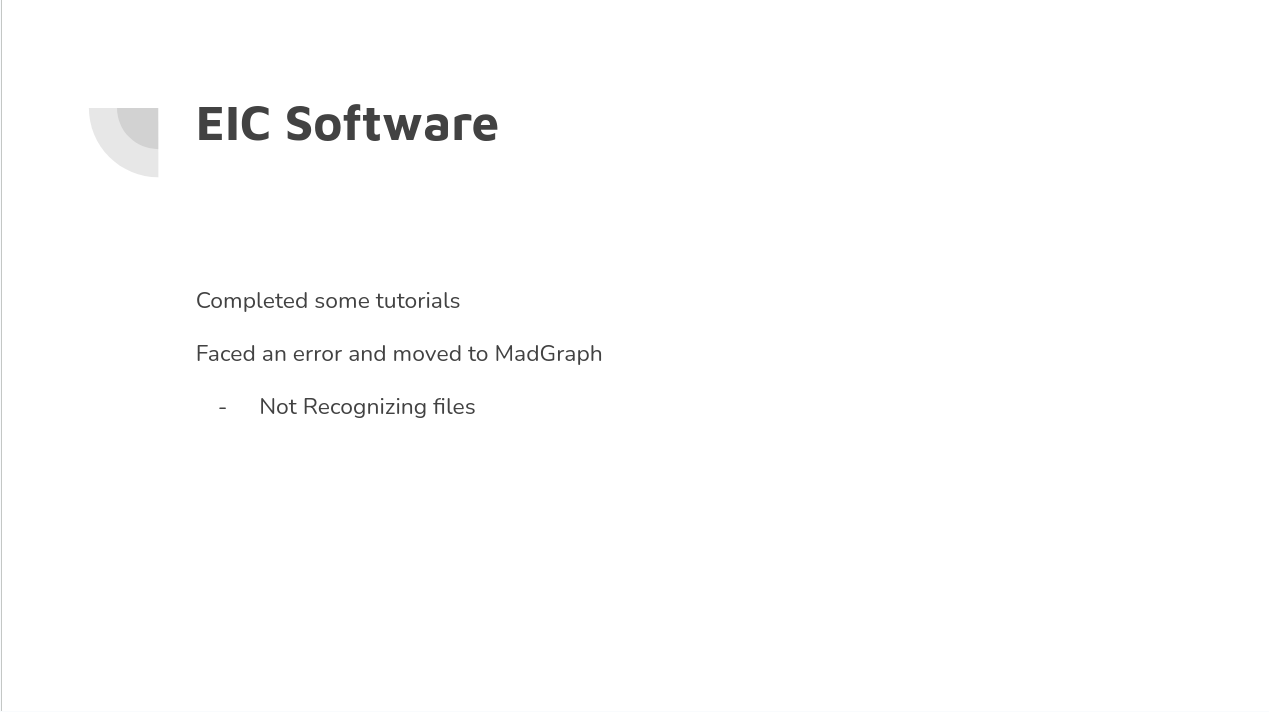 EIC Software
Completed some tutorials
Faced an error and moved to MadGraph
- Not Recognizing files